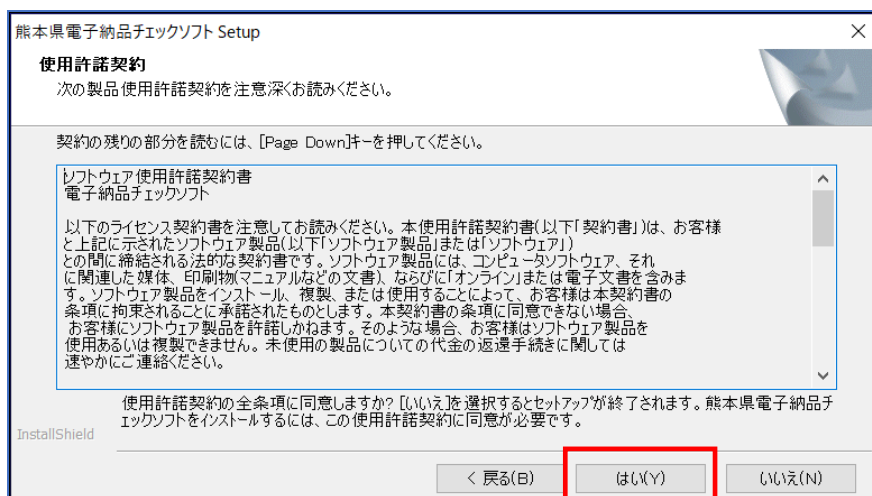 熊本県電子納品チェックソフト Setup
使用許諾契約
次の製品使用許諾契約を注意深くお読みください。
契約の残りの部分を読むには、[Page Down]キーを押してください。
ソフトウェア使用許諾契約書
電子納品チェックソフト
以下のライセンス契約書を注意してお読みください。本使用許諾契約書(以下「契約書」)は、お客様
と上記に示されたソフトウェア製品(以下「ソフトウェア製品」または「ソフトウェア」)
との間に締結される法的な契約書です。ソフトウェア製品には、コンピュータソフトウェア、それ
に関連した媒体、印刷物(マニュアルなどの文書)、ならびに「オンライン」または電子文書を含みま
す。ソフトウェア製品をインストール、複製、または使用することによって、お客様は本契約書の
条項に拘束されることに承諾されたものとします。本契約書の条項に同意できない場合、
お客様にソフトウェア製品を許諾しかねます。そのような場合、お客様はソフトウェア製品を
使用あるいは複製できません。未使用の製品についての代金の返還手続きに関しては
速やかにご連絡ください。
使用許諾契約の全条項に同意しますか? [いいえ]を選択するとセットアップが終了されます。熊本県電子納品チ
ェックソフトをインストールするには、この使用許諾契約に同意が必要です。
InstallShield
< 戻る(B)
はい(Y)
いいえ(N)